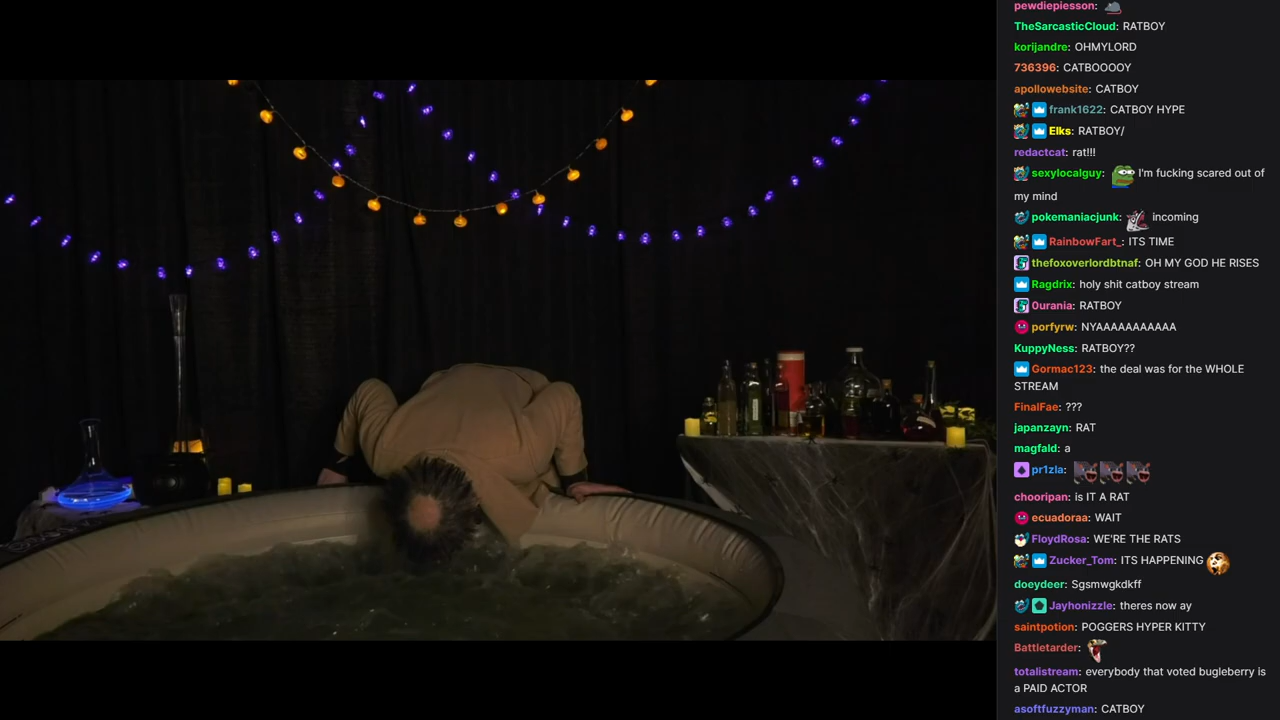 pewdiepiesson:
TheSarcasticCloud: RATBOY
korijandre: OHMYLORD
736396: CATBOOOOY
apollowebsite: CATBOY
frank1622: CATBOY HYPE
Elks: RATBOY/
redactcat: rat!!!
sexylocalguy: I'm fucking scared out of
my mind
pokemaniacjunk: incoming
RainbowFart_: ITS TIME
thefoxoverlordbtnaf: OH MY GOD HE RISES
Ragdrix: holy shit catboy stream
0urania: RATBOY
porfyrw: NYAAAAAAAAAAA
KuppyNess: RATBOY??
Gormac123: the deal was for the WHOLE
STREAM
FinalFae: ???
japanzayn: RAT
magfald: a
pr1zla:
chooripan: is IT A RAT
ecuadoraa: WAIT
FloydRosa: WE'RE THE RATS
Zucker_Tom: ITS HAPPENING
doeydeer: Sgsmwgkdkff
Jayhonizzle: theres now ay
saintpotion: POGGERS HYPER KITTY
Battletarder:
totalistream: everybody that voted bugleberry is
a PAID ACTOR
asoftfuzzyman: CATBOY